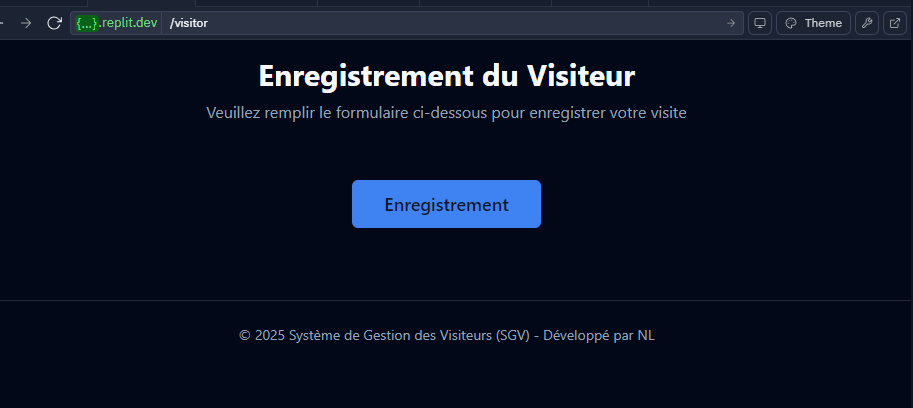 {...}.replit.dev /visitor Theme
Enregistrement du Visiteur
Veuillez remplir le formulaire ci-dessous pour enregistrer votre visite
Enregistrement
© 2025 Système de Gestion des Visiteurs (SGV) - Développé par NL